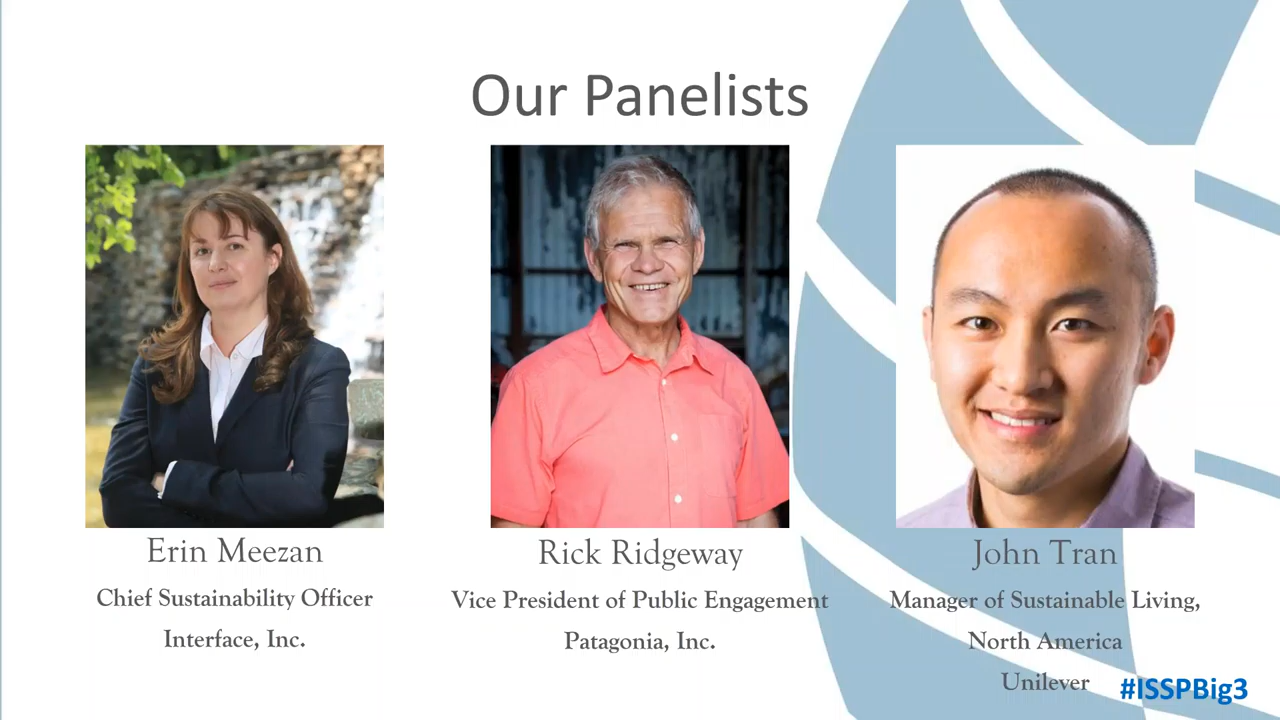 Our Panelists
Erin Meezan
Chief Sustainability Officer
Interface, Inc.
Rick Ridgeway
Vice President of Public Engagement
Patagonia, Inc.
John Tran
Manager of Sustainable Living,
North America
Unilever
#ISSPBig3